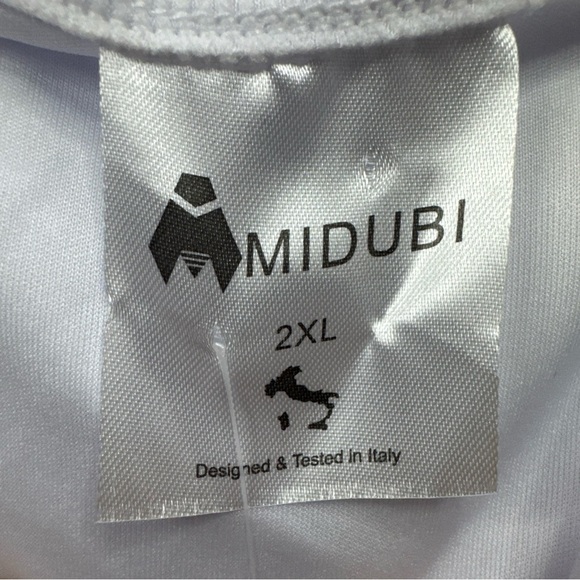 MIDUBI
2XL
Designed & Tested in Italy